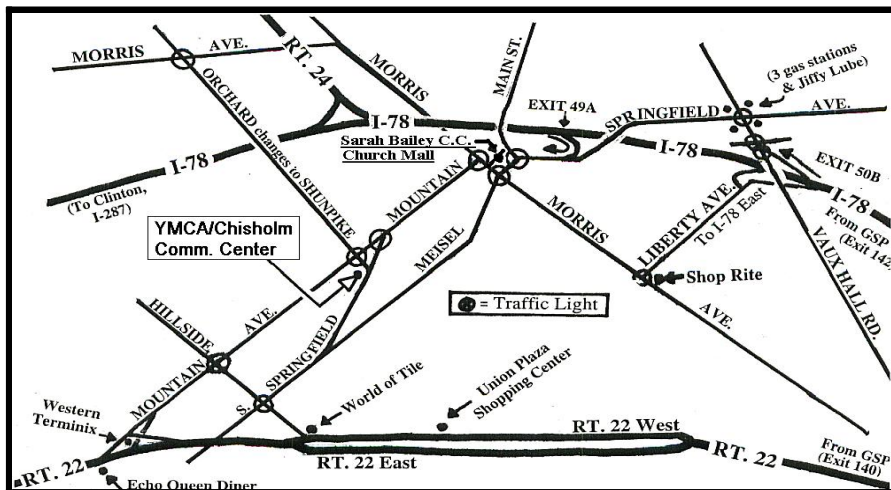 MORRIS AVE.
RT. 24
MORRIS
MAIN ST.
(3 gas stations
& Jiffy Lube)
ORCHARD changes to SHUNPIKE
I-78
EXIT 49A
SPRINGFIELD AVE.
Sarah Bailey C.C.
Church Mall
I-78
I-78
EXIT 50B
I-78
(To Clinton,
I-287)
MOUNTAIN
From GSP
(Exit 142)
YMCA/Chisholm
Comm. Center
MEISEL
MORRIS
LIBERTY AVE.
To I-78 East
VAUX HALL RD.
Shop Rite
= Traffic Light
HILLSIDE
AVE.
AVE.
MOUNTAIN
S. SPRINGFIELD
World of Tile
Union Plaza
Shopping Center
Western
Terminix
RT. 22 West
RT. 22
RT. 22 East
RT. 22
From GSP
(Exit 140)
Echo Queen Diner